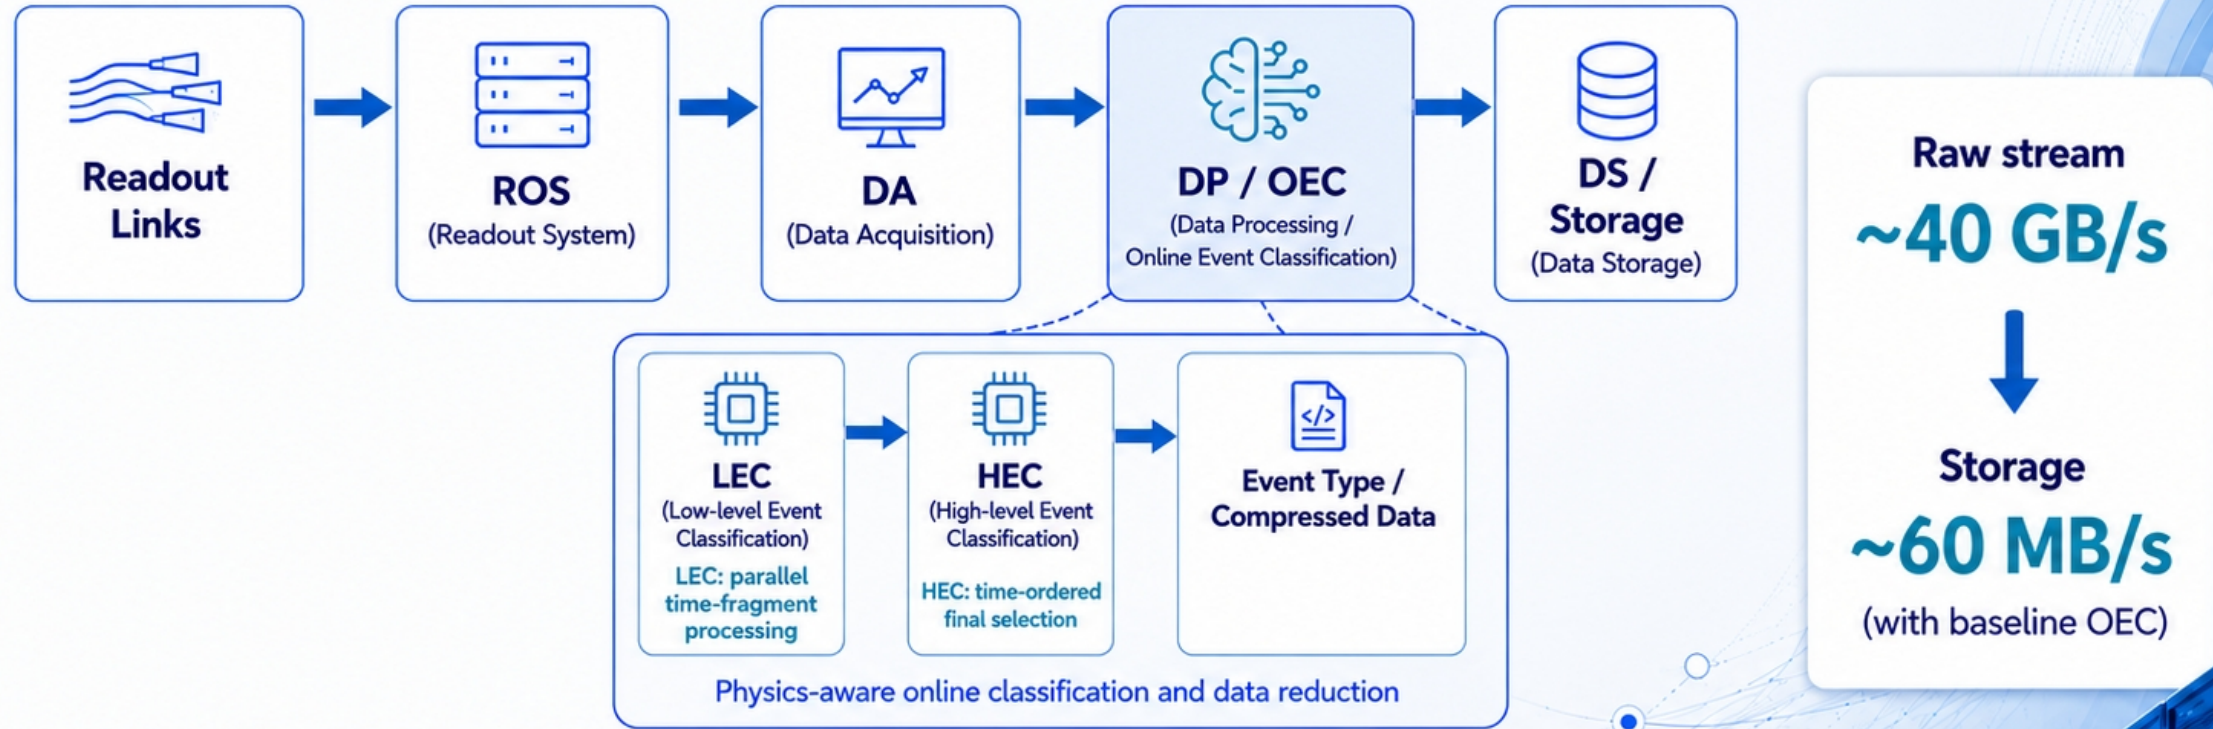 Readout
Links
ROS
(Readout System)
DA
(Data Acquisition)
DP / OEC
(Data Processing /
Online Event Classification)
DS /
Storage
(Data Storage)
LEC
(Low-level Event
Classification)
LEC: parallel
time-fragment
processing
HEC
(High-level Event
Classification)
HEC: time-ordered
final selection
</>
Event Type /
Compressed Data
Physics-aware online classification and data reduction
Raw stream
~40 GB/s
Storage
~60 MB/s
(with baseline OEC)